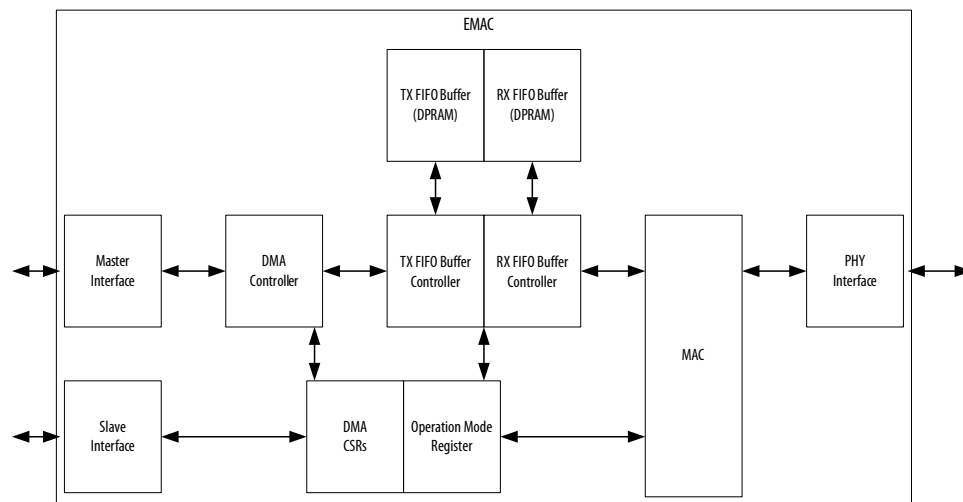 EMAC
TX FIFO Buffer
(DPRAM)
RX FIFO Buffer
(DPRAM)
Master
Interface
DMA
Controller
TX FIFO Buffer
Controller
RX FIFO Buffer
Controller
PHY
Interface
MAC
Slave
Interface
DMA
CSRs
Operation Mode
Register